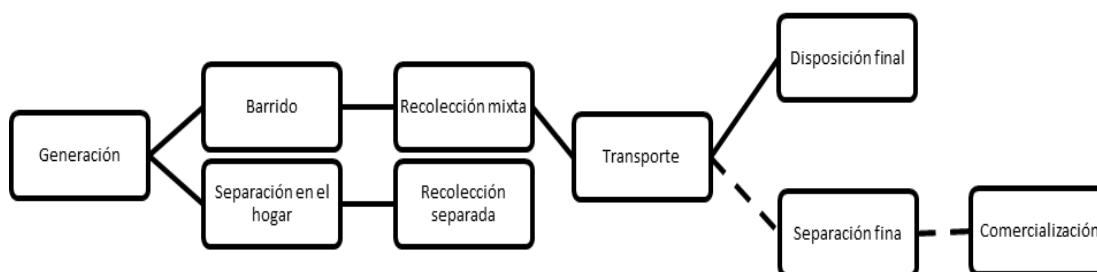 Generación
Barrido
Separación en el
hogar
Recolección mixta
Recolección
separada
Transporte
Disposición final
Separación fina
Comercialización